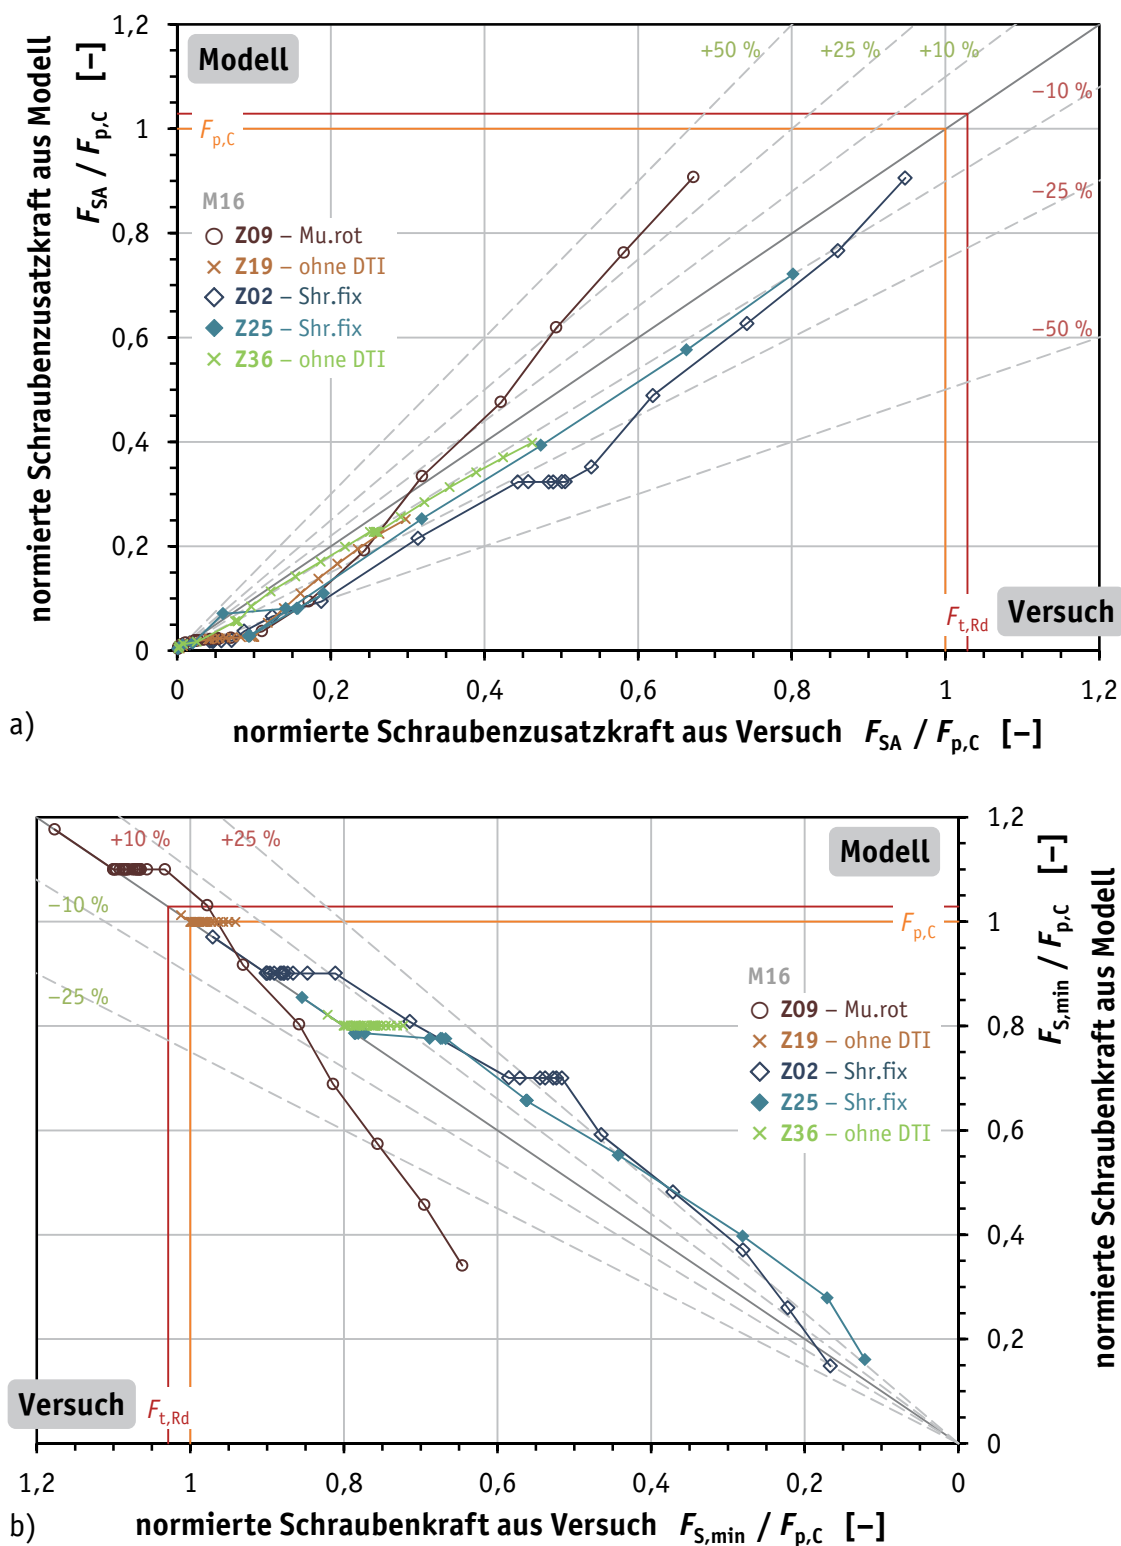 1,2
1
0,8
0,6
0,4
0,2
0
normierte Schraubenzusatzkraft aus Modell
F_SA / F_p,C [–]
Modell
+50 %
+25 %
+10 %
–10 %
–25 %
–50 %
F_p,C
M16
Z09 – Mu.rot
Z19 – ohne DTI
Z02 – Shr.fix
Z25 – Shr.fix
Z36 – ohne DTI
F_t,Rd
Versuch
0 0,2 0,4 0,6 0,8 1 1,2
a)
normierte Schraubenzusatzkraft aus Versuch F_SA / F_p,C [–]
1,2
1
0,8
0,6
0,4
0,2
0
F_S,min / F_p,C [–]
normierte Schraubenkraft aus Modell
+10 %
+25 %
Modell
–10 %
–25 %
F_p,C
M16
Z09 – Mu.rot
Z19 – ohne DTI
Z02 – Shr.fix
Z25 – Shr.fix
Z36 – ohne DTI
Versuch
F_t,Rd
1,2 1 0,8 0,6 0,4 0,2 0
b)
normierte Schraubenkraft aus Versuch F_S,min / F_p,C [–]